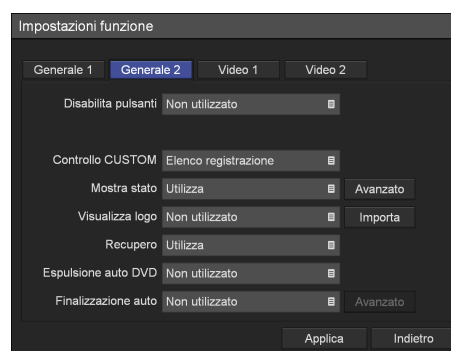 Impostazioni funzione
Generale 1 Generale 2 Video 1 Video 2
Disabilita pulsanti Non utilizzato
Controllo CUSTOM Elenco registrazione
Mostra stato Utilizza Avanzato
Visualizza logo Non utilizzato Importa
Recupero Utilizza
Espulsione auto DVD Non utilizzato
Finalizzazione auto Non utilizzato Avanzato
Applica Indietro